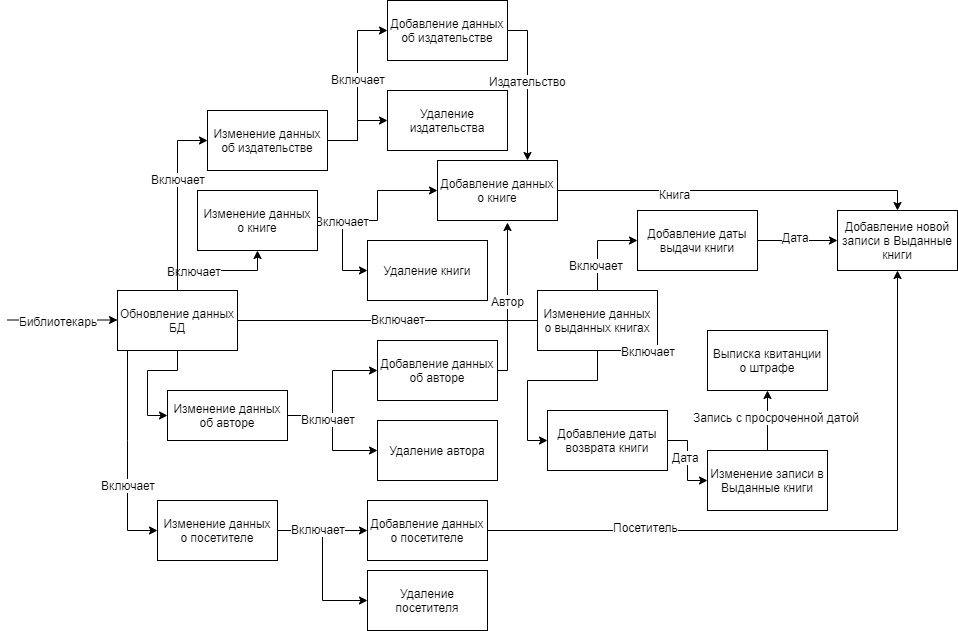 Добавление данных
об издательстве
Включает
Издательство
Удаление
издательства
Изменение данных
об издательстве
Включает
Добавление данных
о книге
Книга
Изменение данных
о книге
Включает
Добавление даты
выдачи книги
Дата
Добавление новой
записи в Выданные
книги
Включает
Удаление книги
Включает
Автор
Библиотекарь
Обновление данных
БД
Включает
Изменение данных
о выданных книгах
Включает
Выписка квитанции
о штрафе
Добавление данных
об авторе
Изменение данных
об авторе
Включает
Запись с просроченной датой
Удаление автора
Добавление даты
возврата книги
Дата
Изменение записи в
Выданные книги
Включает
Изменение данных
о посетителе
Включает
Добавление данных
о посетителе
Посетитель
Удаление
посетителя